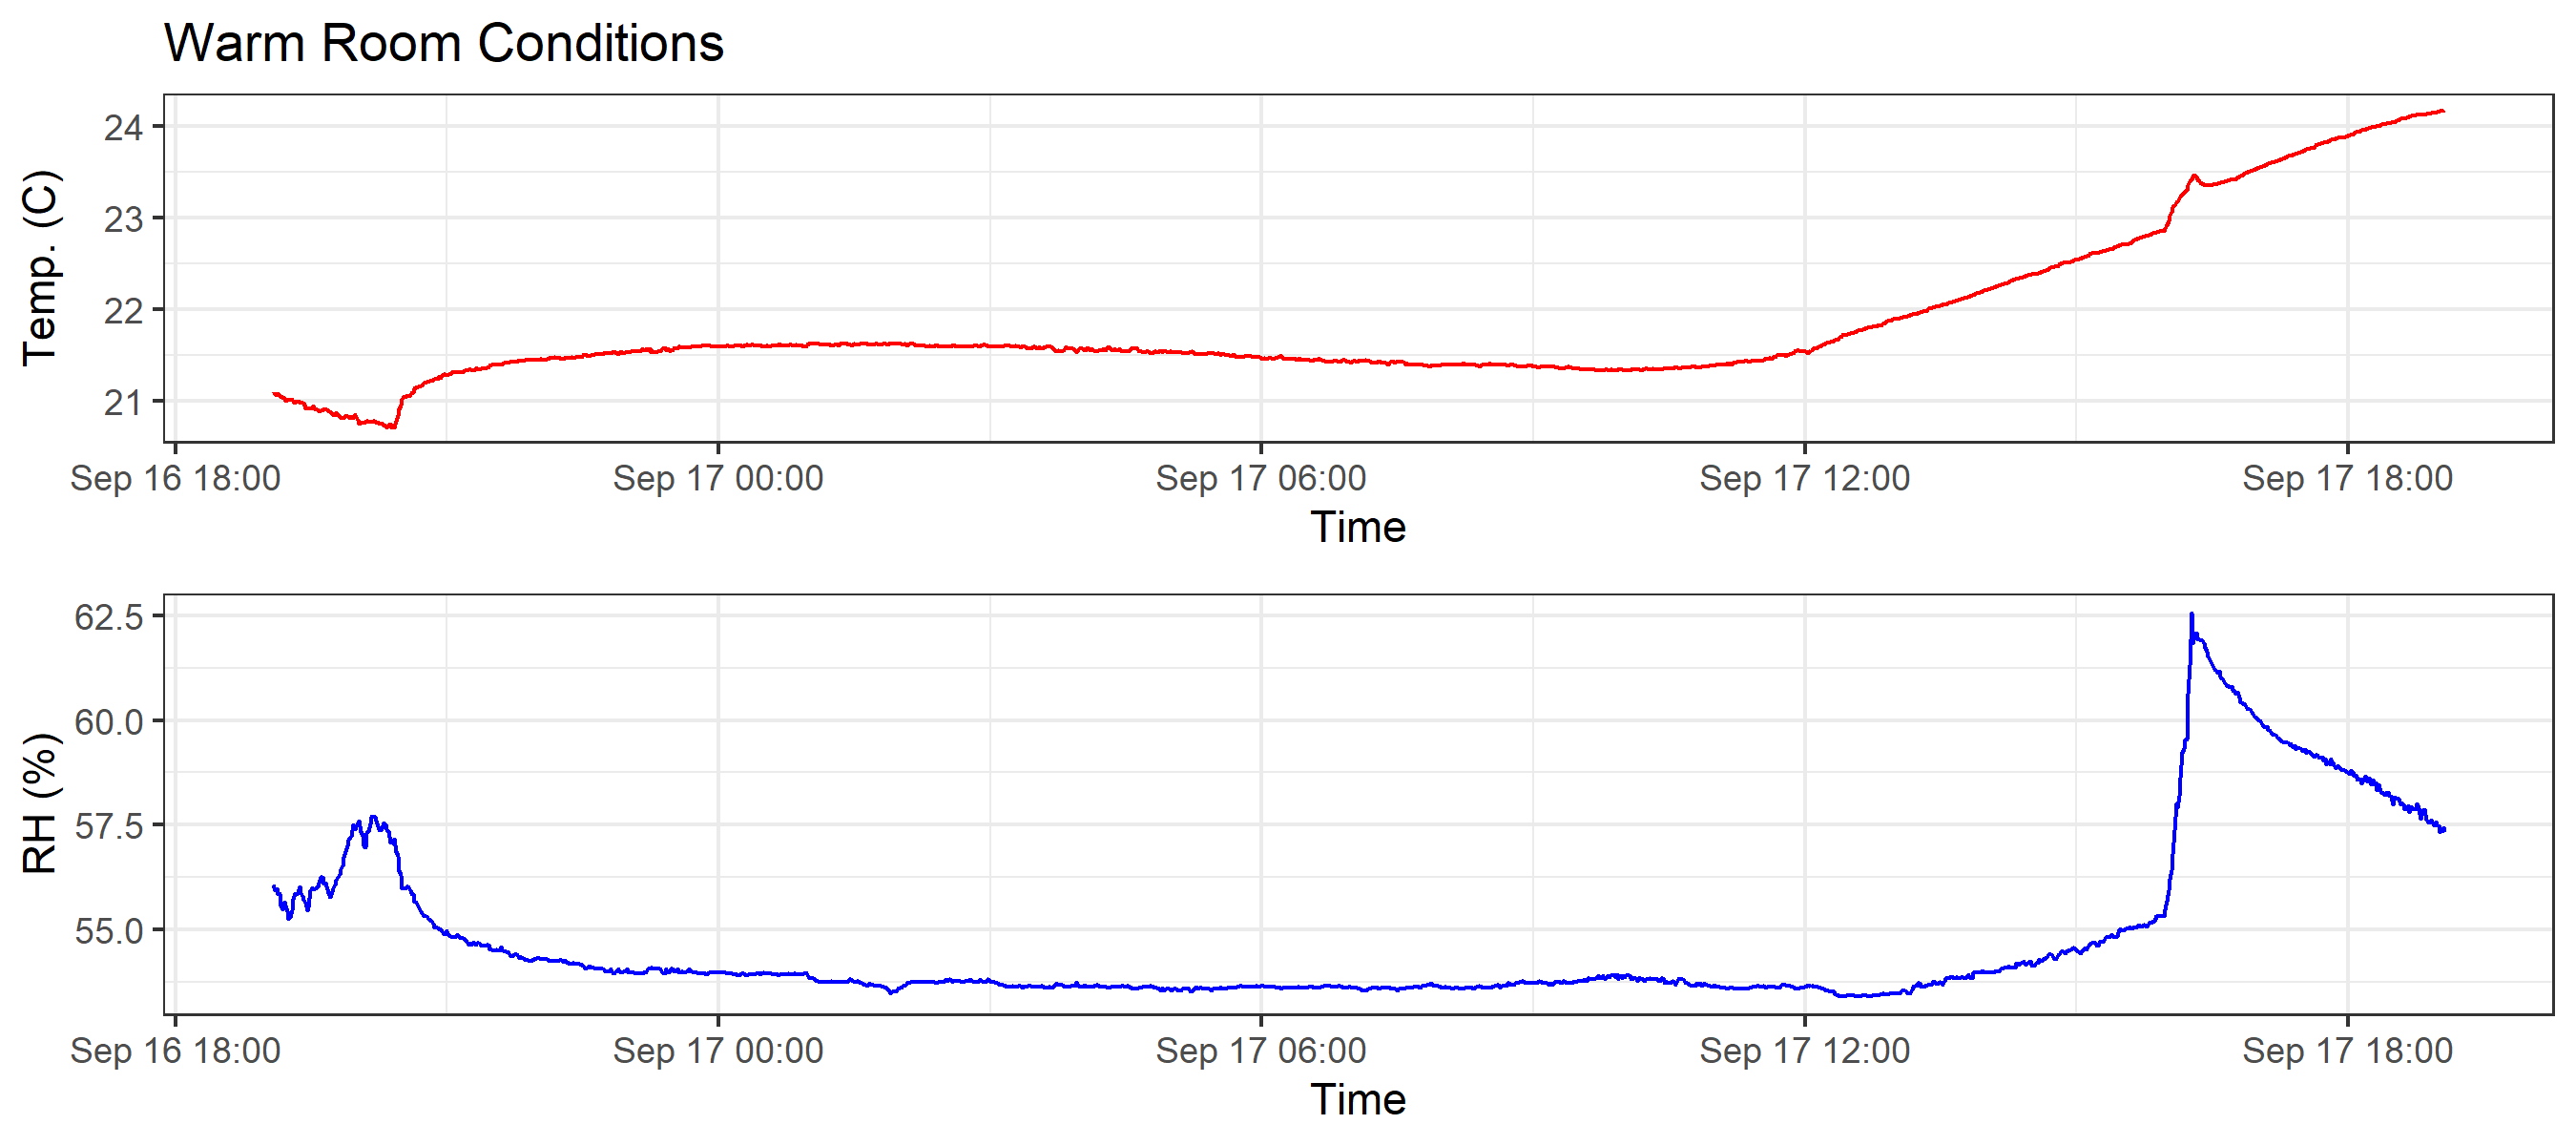 Warm Room Conditions
Temp. (C)
24
23
22
21
Sep 16 18:00 Sep 17 00:00 Sep 17 06:00 Sep 17 12:00 Sep 17 18:00
Time
RH (%)
62.5
60.0
57.5
55.0
Sep 16 18:00 Sep 17 00:00 Sep 17 06:00 Sep 17 12:00 Sep 17 18:00
Time